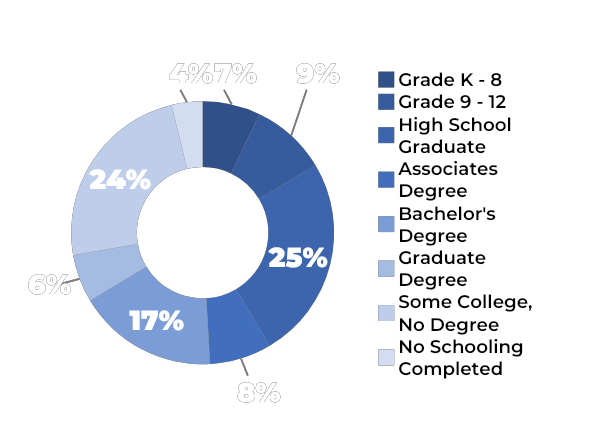 4%
7%
9%
24%
25%
6%
17%
8%
Grade K - 8
Grade 9 - 12
High School
Graduate
Associates
Degree
Bachelor's
Degree
Graduate
Degree
Some College,
No Degree
No Schooling
Completed